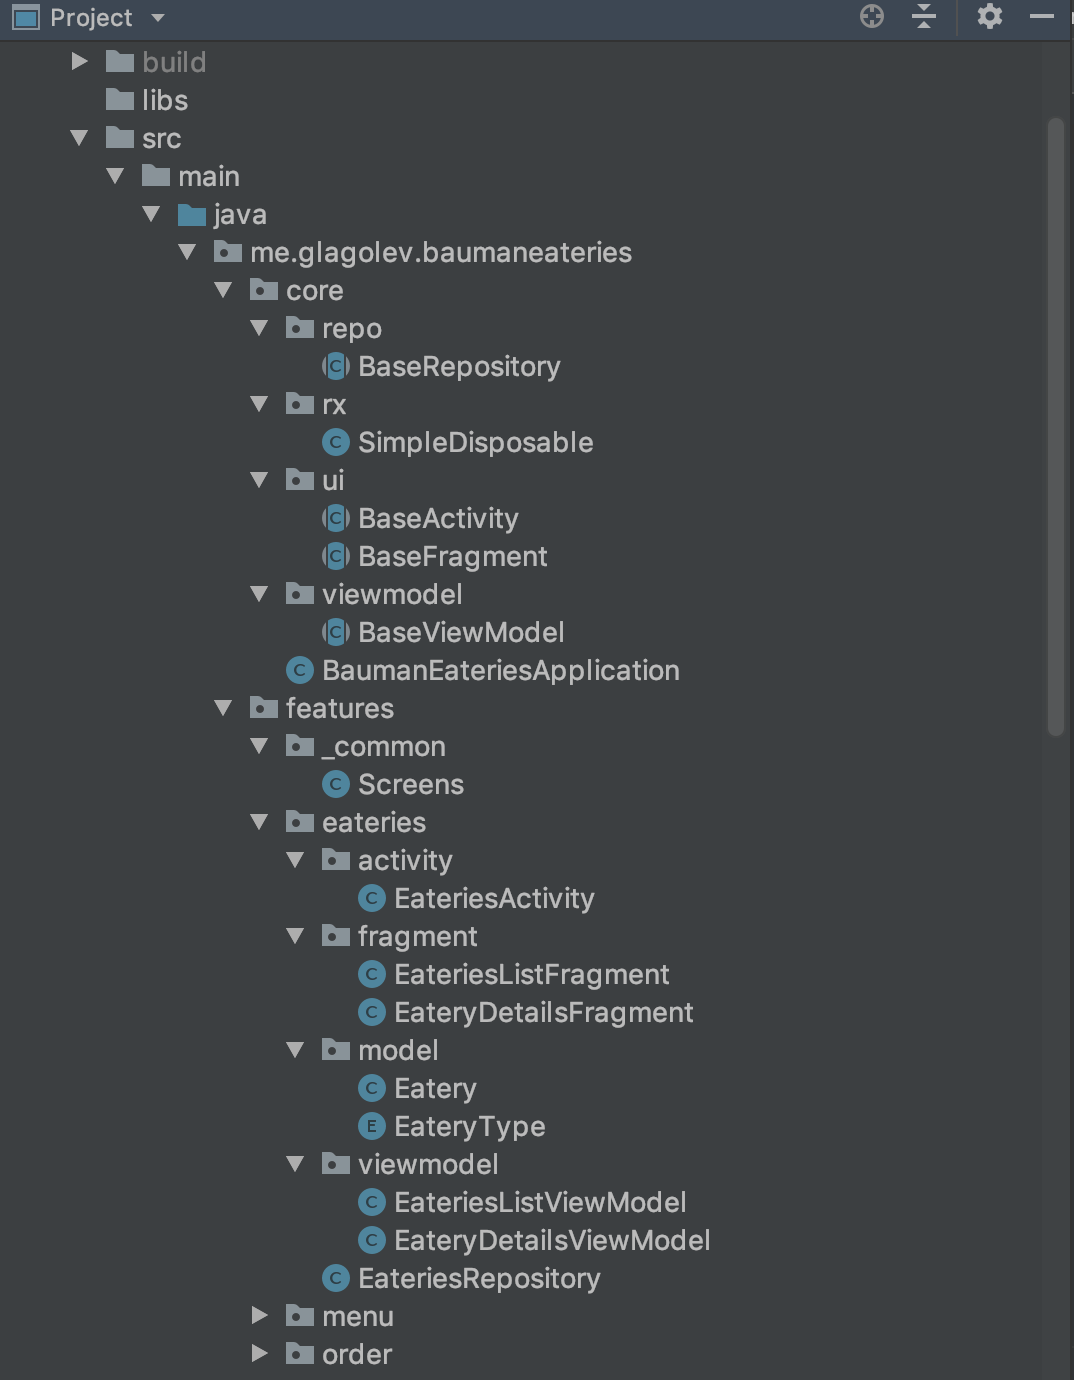 Project
build
libs
src
main
java
me.glagolev.baumaneateries
core
repo
C BaseRepository
rx
C SimpleDisposable
ui
C BaseActivity
C BaseFragment
viewmodel
C BaseViewModel
C BaumanEateriesApplication
features
_common
C Screens
eateries
activity
C EateriesActivity
fragment
C EateriesListFragment
C EateryDetailsFragment
model
C Eatery
E EateryType
viewmodel
C EateriesListViewModel
C EateryDetailsViewModel
C EateriesRepository
menu
order